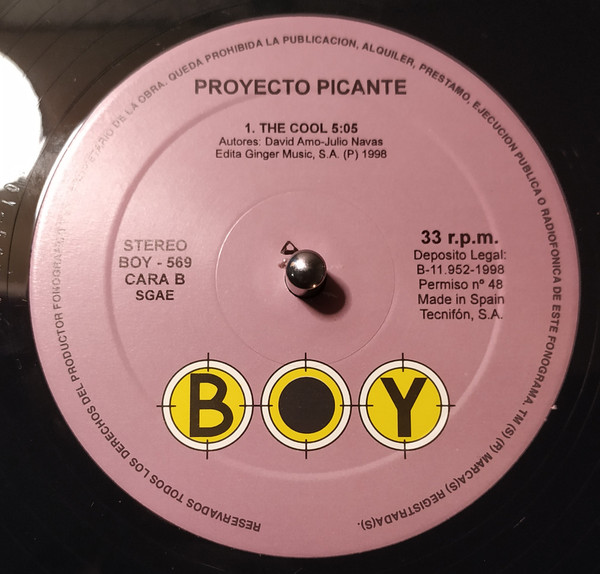 PROYECTO PICANTE
1. THE COOL 5:05
Autores: David Amo-Julio Navas
Edita Ginger Music, S.A. (P) 1998
STEREO
BOY - 569
CARA B
SGAE
33 r.p.m.
Deposito Legal:
B-11.952-1998
Permiso nº 48
Made in Spain
Tecnifón, S.A.
BOY
RESERVADOS TODOS LOS DERECHOS DEL PRODUCTOR FONOGRAFICO DE LA OBRA. QUEDA PROHIBIDA LA PUBLICACION, ALQUILER, PRESTAMO, EJECUCION PUBLICA O RADIOFONICA DE ESTE FONOGRAMA. TM (S) (R) MARCA(S) REGISTRADA(S).